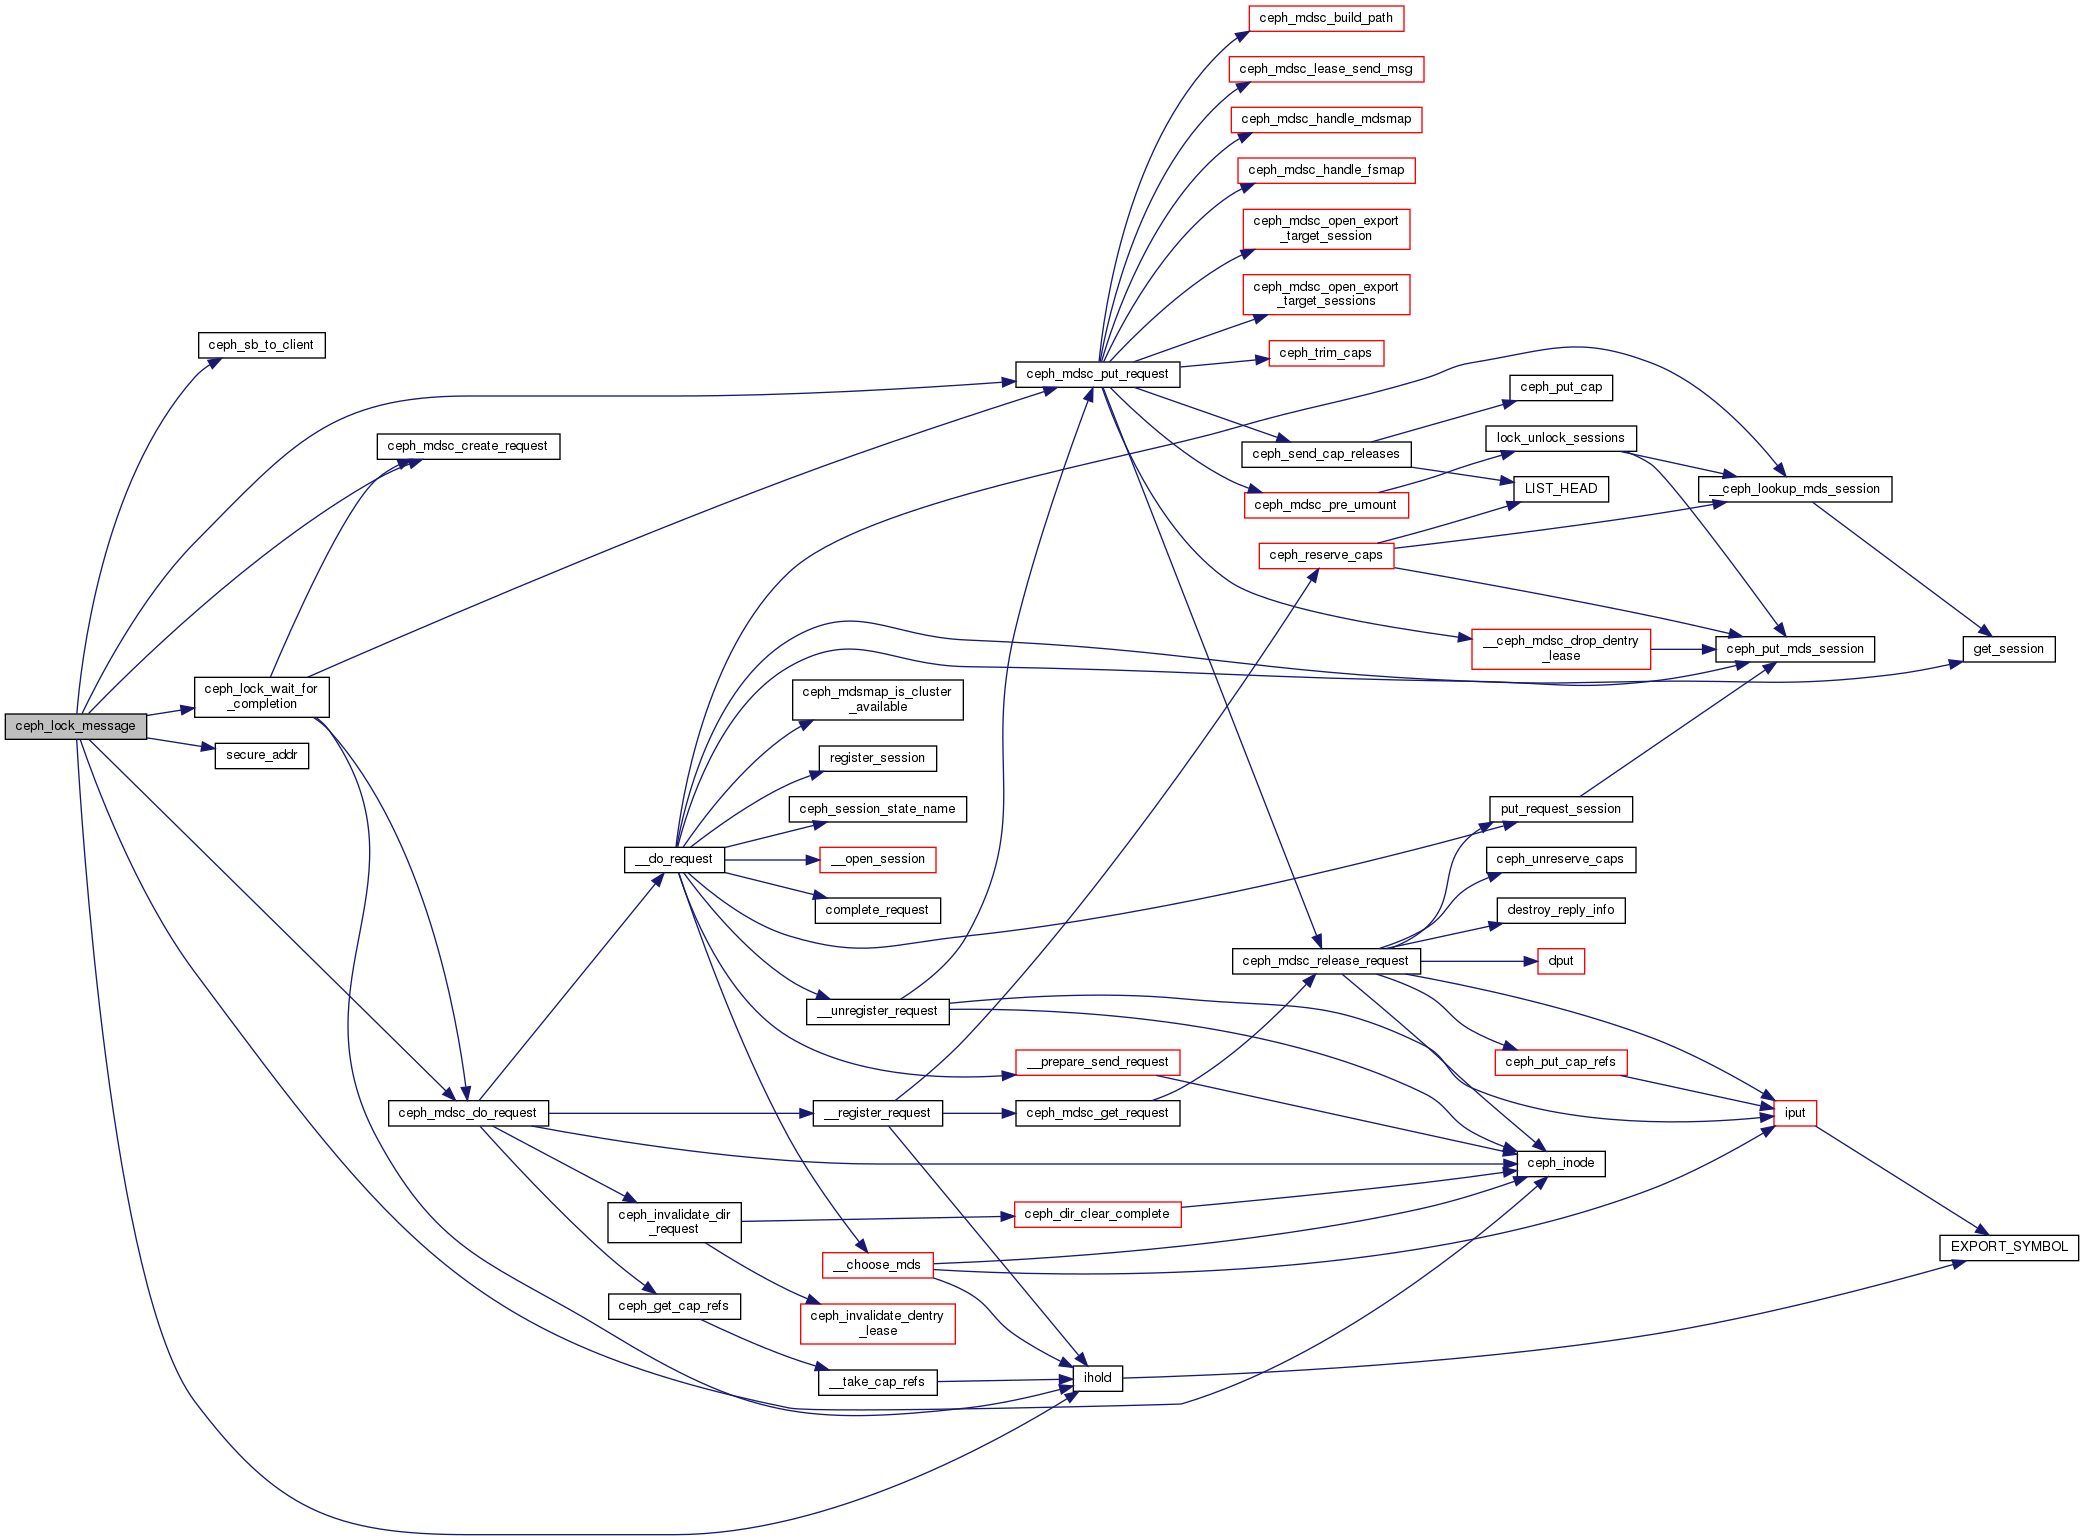 ceph_mdsc_build_path
ceph_mdsc_lease_send_msg
ceph_mdsc_handle_mdsmap
ceph_mdsc_handle_fsmap
ceph_mdsc_open_export
_target_session
ceph_mdsc_open_export
_target_sessions
ceph_sb_to_client
ceph_trim_caps
ceph_mdsc_put_request
ceph_put_cap
ceph_mdsc_create_request
lock_unlock_sessions
ceph_send_cap_releases
LIST_HEAD
__ceph_lookup_mds_session
ceph_mdsc_pre_umount
ceph_reserve_caps
__ceph_mdsc_drop_dentry
_lease
ceph_put_mds_session
get_session
ceph_lock_wait_for
_completion
ceph_mdsmap_is_cluster
_available
ceph_lock_message
secure_addr
register_session
ceph_session_state_name
put_request_session
__do_request
__open_session
ceph_unreserve_caps
complete_request
destroy_reply_info
ceph_mdsc_release_request
dput
__unregister_request
__prepare_send_request
ceph_put_cap_refs
ceph_mdsc_do_request
__register_request
ceph_mdsc_get_request
iput
ceph_inode
ceph_invalidate_dir
_request
ceph_dir_clear_complete
EXPORT_SYMBOL
__choose_mds
ceph_get_cap_refs
ceph_invalidate_dentry
_lease
__take_cap_refs
ihold